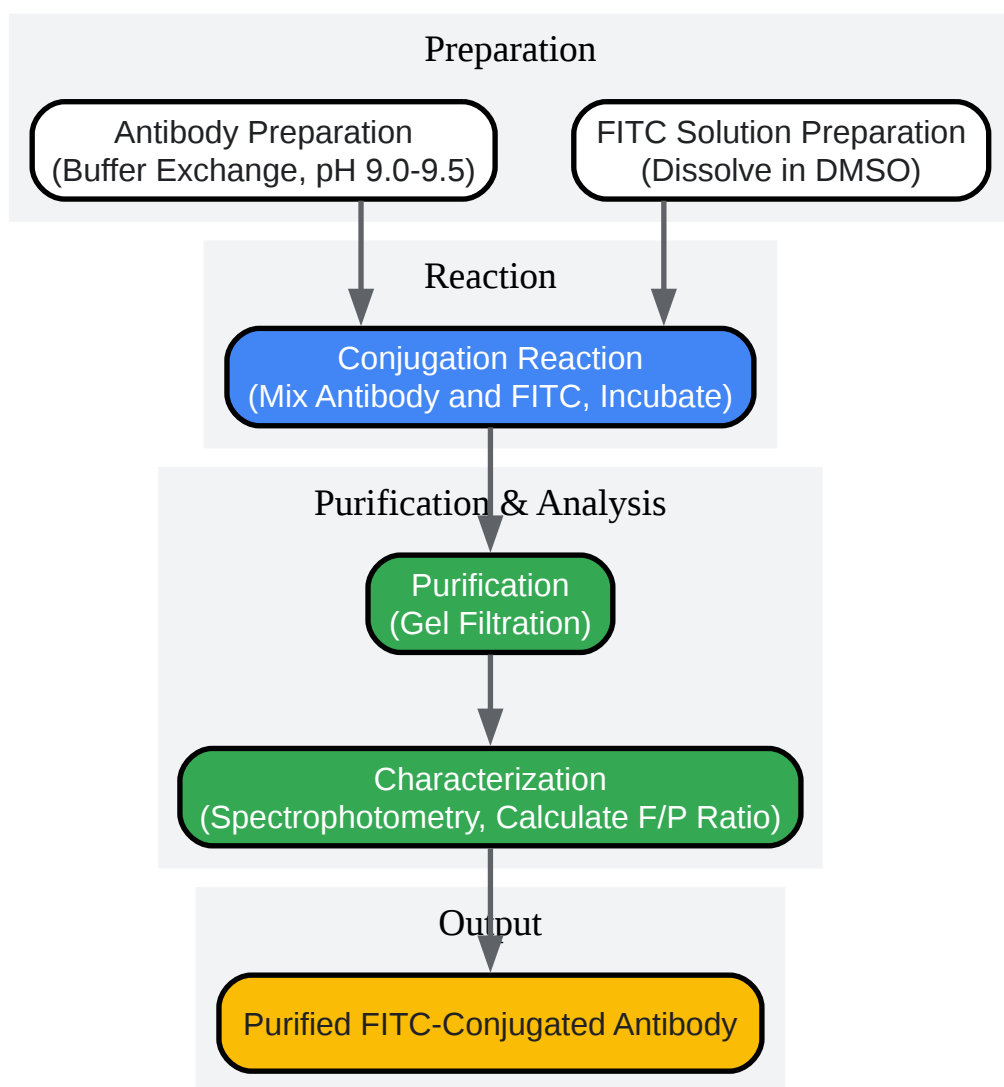 Preparation
Antibody Preparation
(Buffer Exchange, pH 9.0-9.5)
FITC Solution Preparation
(Dissolve in DMSO)
Reaction
Conjugation Reaction
(Mix Antibody and FITC, Incubate)
Purification & Analysis
Purification
(Gel Filtration)
Characterization
(Spectrophotometry, Calculate F/P Ratio)
Output
Purified FITC-Conjugated Antibody